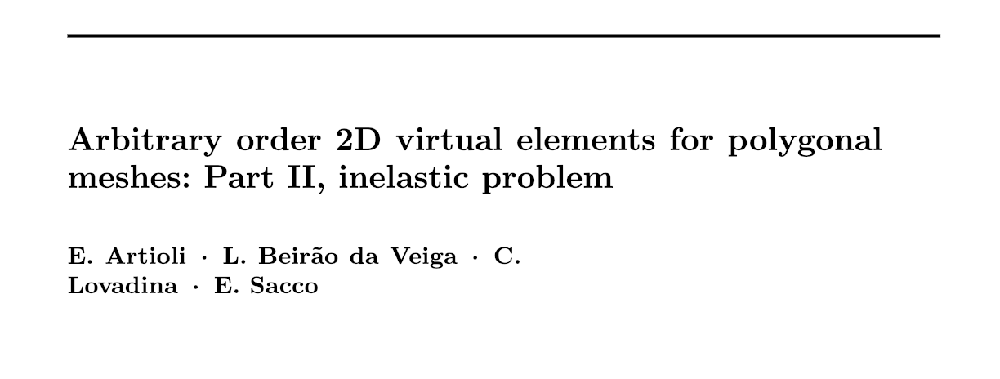 Arbitrary order 2D virtual elements for polygonal
meshes: Part II, inelastic problem
E. Artioli · L. Beirão da Veiga · C.
Lovadina · E. Sacco